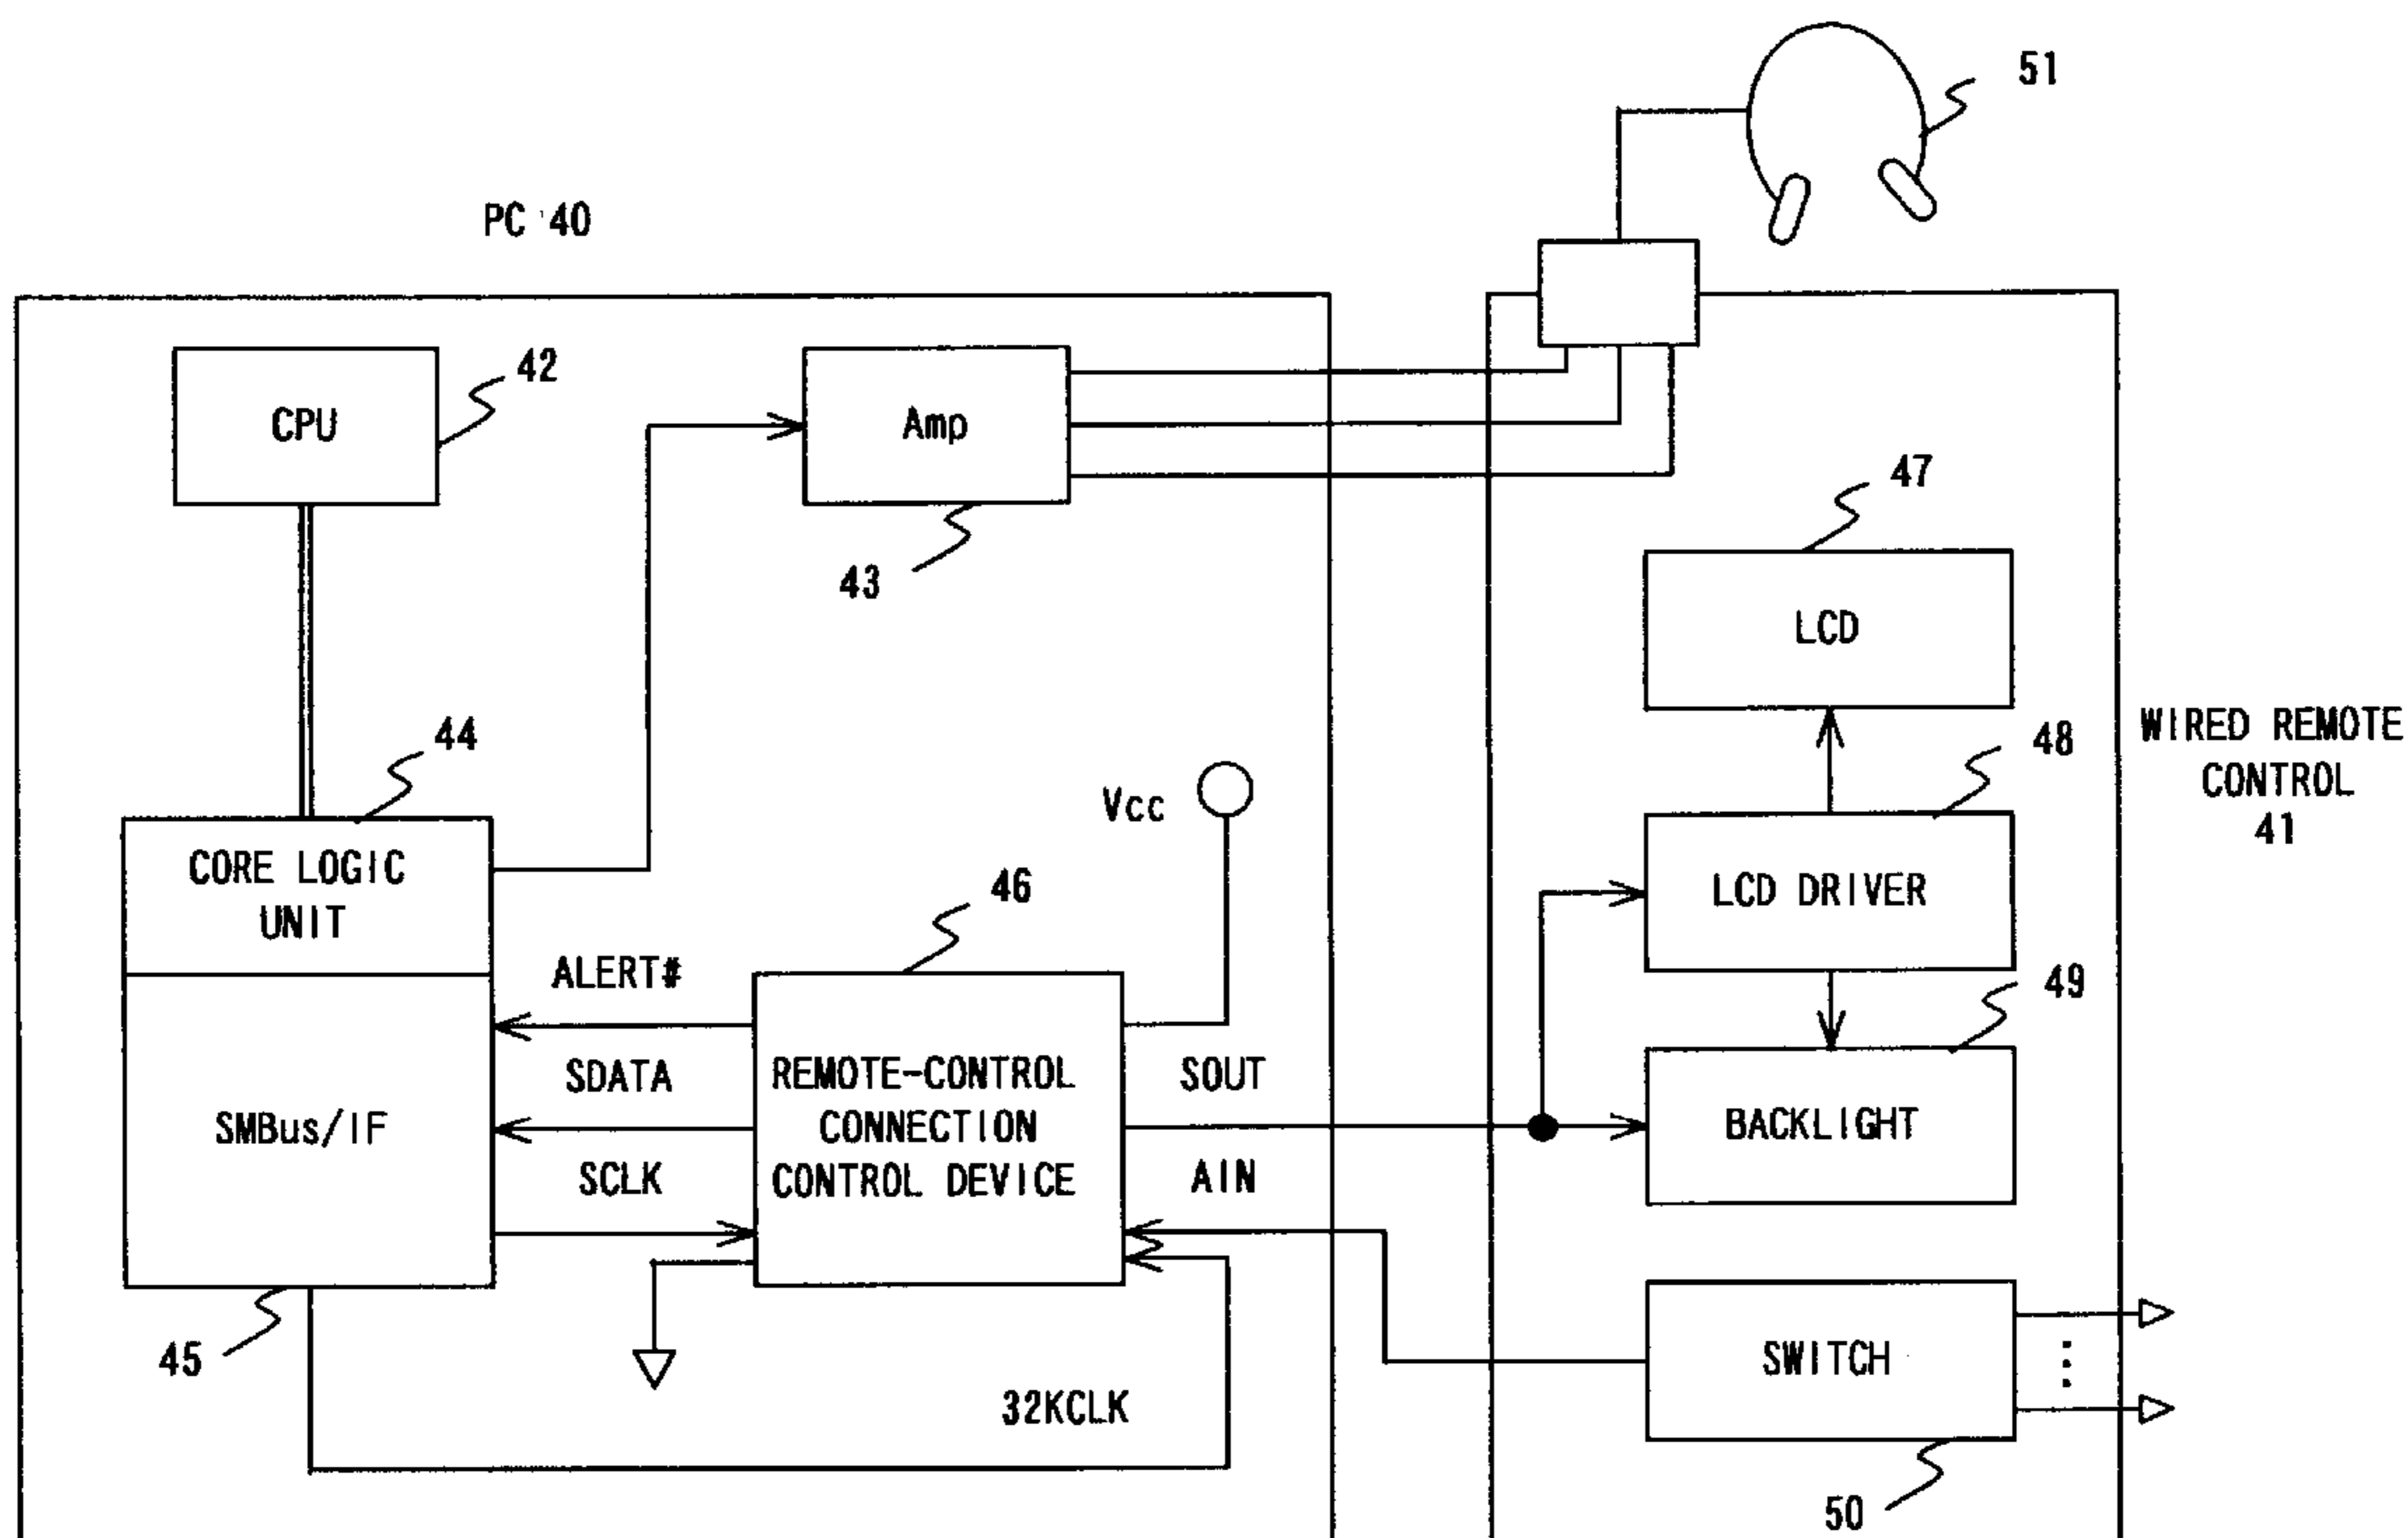 51
PC 40
42
CPU
Amp
47
43
LCD
44
48
WIRED REMOTE
CONTROL
41
Vcc
CORE LOGIC
UNIT
46
LCD DRIVER
ALERT#
49
SDATA
REMOTE-CONTROL
CONNECTION
CONTROL DEVICE
SOUT
SMBus/IF
BACKLIGHT
SCLK
AIN
45
SWITCH
32KCLK
50